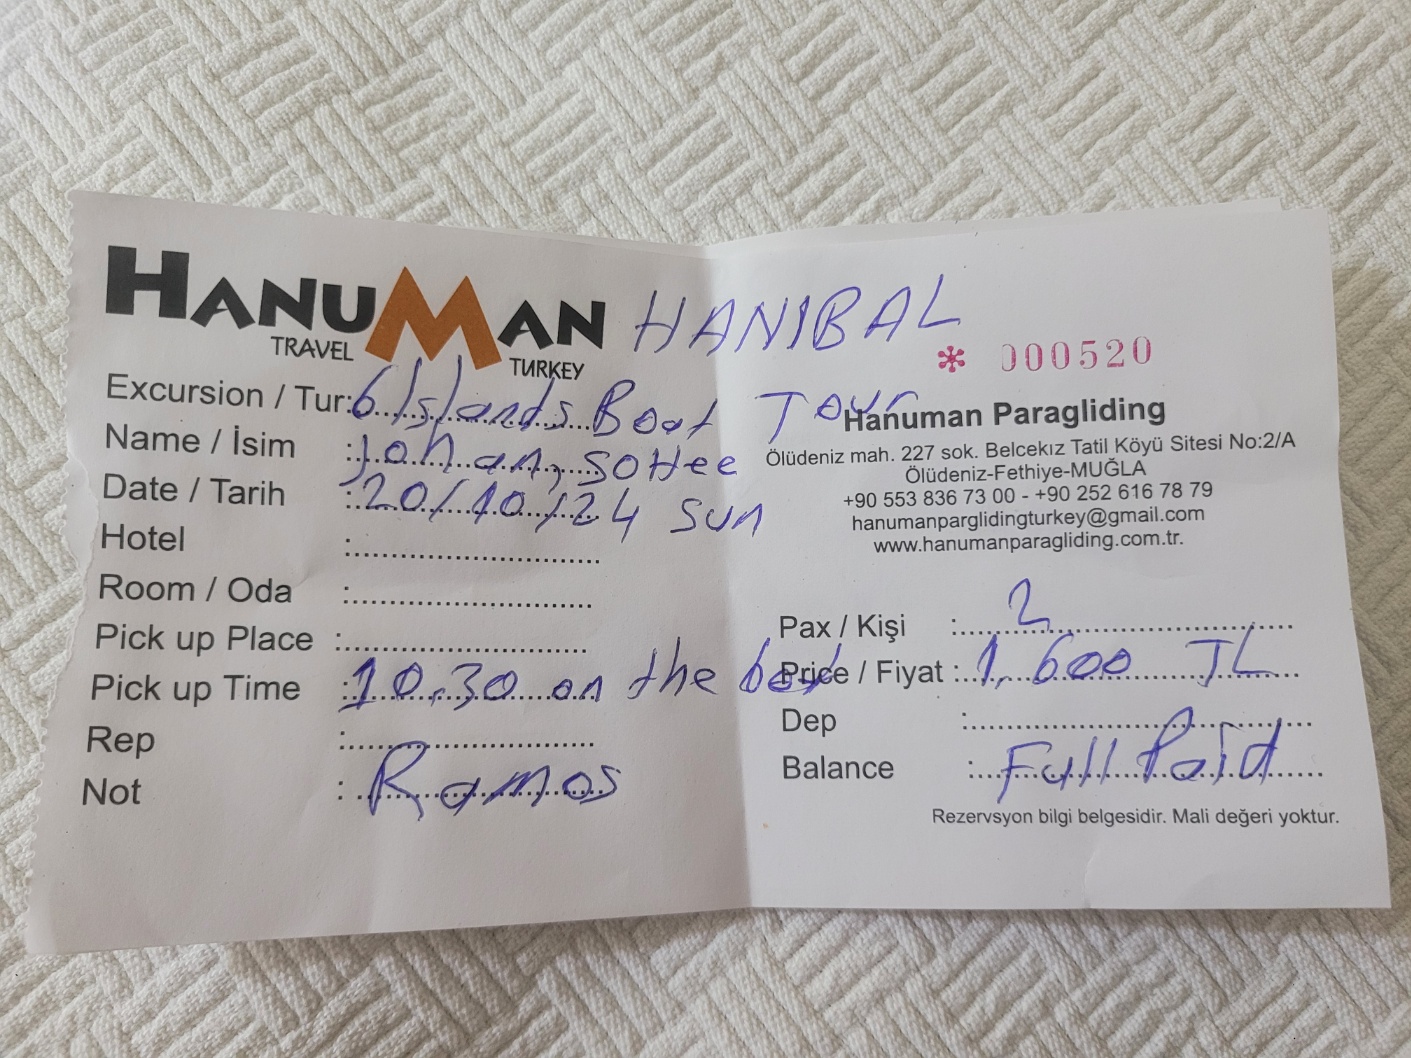 HANUMAN HANIBAL
TRAVEL TURKEY
* 000520
Excursion / Tur: 6 Islands Boat Tour
Name / İsim : Johan, SOHee
Date / Tarih : 20/10/24 Sun
Hotel :
Room / Oda :
Pick up Place :
Pick up Time : 10.30 on the boat
Rep :
Not : Ramos
Hanuman Paragliding
Ölüdeniz mah. 227 sok. Belcekız Tatil Köyü Sitesi No:2/A
Ölüdeniz-Fethiye-MUĞLA
+90 553 836 73 00 - +90 252 616 78 79
hanumanparglidingturkey@gmail.com
www.hanumanparagliding.com.tr.
Pax / Kişi : 2
Price / Fiyat : 1,600 TL
Dep :
Balance : Full Paid
Rezervsyon bilgi belgesidir. Mali değeri yoktur.